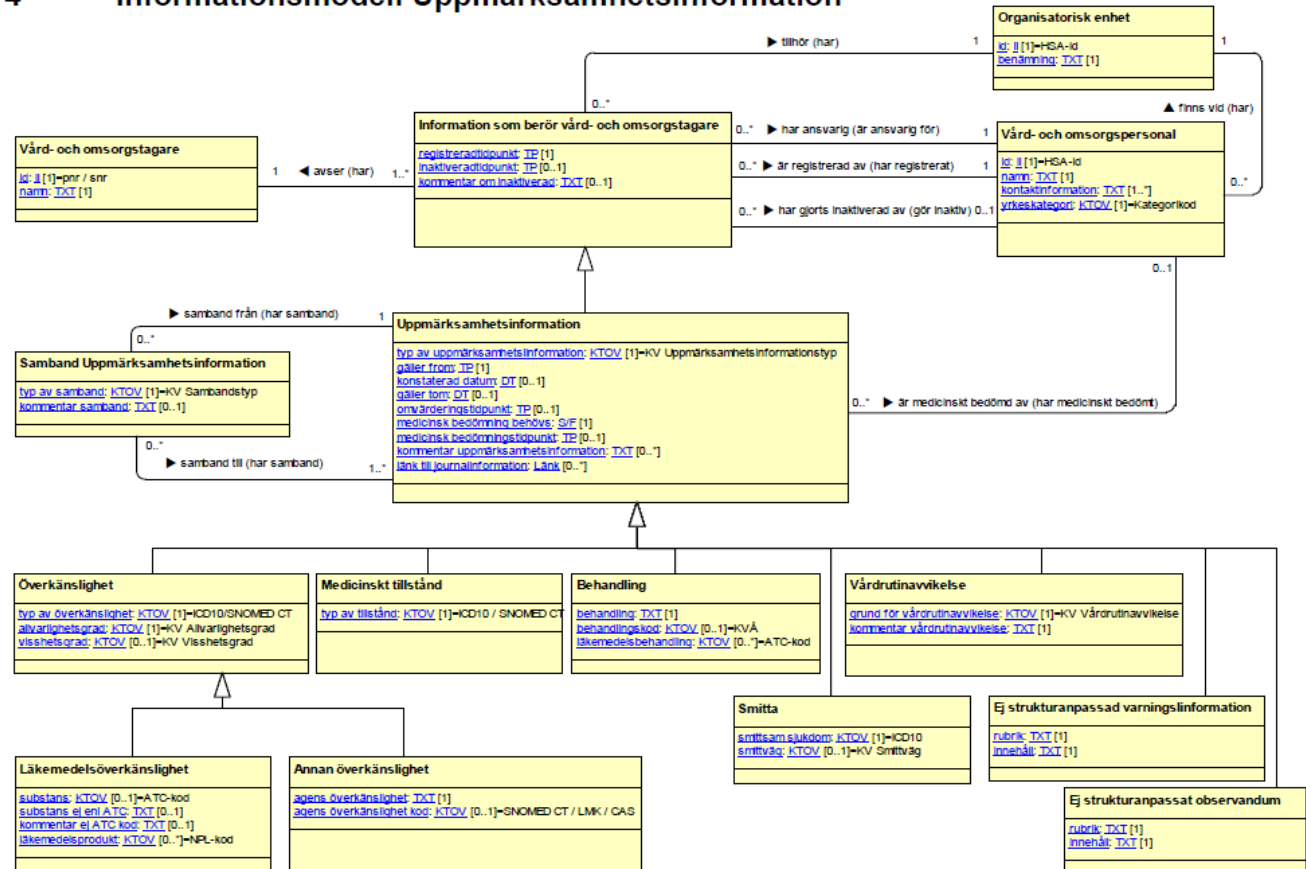 4 Informationsmodell Uppmärksamhetsinformation
Organisatorisk enhet
id: II [1]=HSA-id
benämning: TXT [1]
▶ tillhör (har)
1
1
0..*
▲ finns vid (har)
0..*
Information som berör vård- och omsorgstagare
registreradtidpunkt: TP [1]
inaktiveradtidpunkt: TP [0..1]
kommentar om inaktiverad: TXT [0..1]
Vård- och omsorgstagare
id: II [1]=pnr / snr
namn: TXT [1]
1 ◀ avser (har) 1..*
0..* ▶ har ansvarig (är ansvarig för) 1
0..* ▶ är registrerad av (har registrerat) 1
0..* ▶ har gjorts inaktiverad av (gör inaktiv) 0..1
Vård- och omsorgspersonal
id: II [1]=HSA-id
namn: TXT [1]
kontaktinformation: TXT [1..*]
yrkeskategori: KTOV [1]=Kategorikod
0..1
▶ samband från (har samband) 1
0..*
Samband Uppmärksamhetsinformation
typ av samband: KTOV [1]=KV Sambandstyp
kommentar samband: TXT [0..1]
0..*
▶ samband till (har samband) 1..*
Uppmärksamhetsinformation
typ av uppmärksamhetsinformation: KTOV [1]=KV Uppmärksamhetsinformationstyp
gäller from: TP [1]
konstaterad datum: DT [0..1]
gäller tom: DT [0..1]
omvärderingstidpunkt: TP [0..1]
medicinsk bedömning behövs: S/F [1]
medicinsk bedömningstidpunkt: TP [0..1]
kommentar uppmärksamhetsinformation: TXT [0..*]
länk till journalinformation: Länk [0..*]
0..* ▶ är medicinskt bedömd av (har medicinskt bedömt)
Överkänslighet
typ av överkänslighet: KTOV [1]=ICD10/SNOMED CT
allvarlighetsgrad: KTOV [1]=KV Allvarlighetsgrad
visshetsgrad: KTOV [0..1]=KV Visshetsgrad
Medicinskt tillstånd
typ av tillstånd: KTOV [1]=ICD10 / SNOMED CT
Behandling
behandling: TXT [1]
behandlingskod: KTOV [0..1]=KVÅ
läkemedelsbehandling: KTOV [0..*]=ATC-kod
Vårdrutinavvikelse
grund för vårdrutinavvikelse: KTOV [1]=KV Vårdrutinavvikelse
kommentar vårdrutinavvikelse: TXT [1]
Smitta
smittsam sjukdom: KTOV [1]=ICD10
smittväg: KTOV [0..1]=KV Smittväg
Ej strukturanpassad varningslinformation
rubrik: TXT [1]
innehåll: TXT [1]
Läkemedelsöverkänslighet
substans: KTOV [0..1]=ATC-kod
substans ej enl ATC: TXT [0..1]
kommentar ej ATC kod: TXT [0..1]
läkemedelsprodukt: KTOV [0..*]=NPL-kod
Annan överkänslighet
agens överkänslighet: TXT [1]
agens överkänslighet kod: KTOV [0..1]=SNOMED CT / LMK / CAS
Ej strukturanpassat observandum
rubrik: TXT [1]
innehåll: TXT [1]